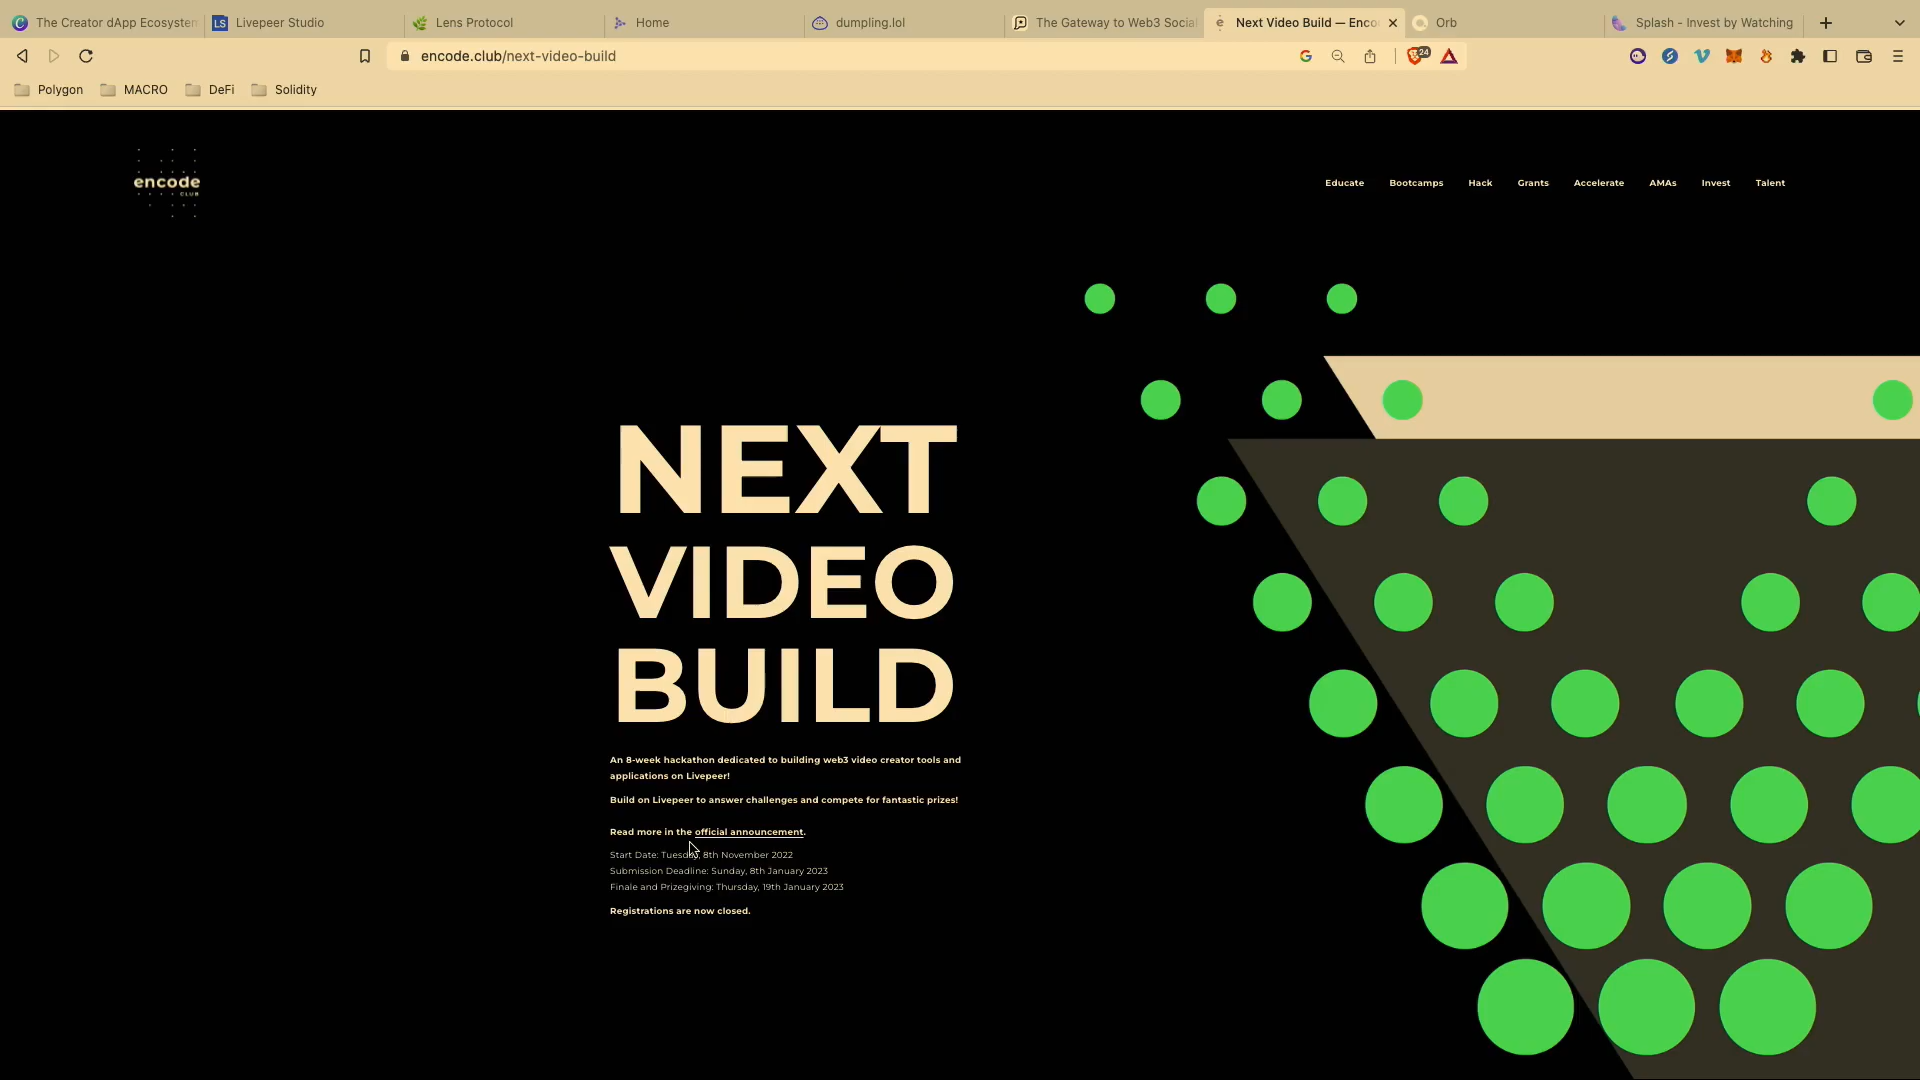 The Creator dApp Ecosystem
LS Livepeer Studio
Lens Protocol
Home
dumpling.lol
The Gateway to Web3 Social
Next Video Build — Enco
Orb
Splash - Invest by Watching
encode.club/next-video-build
24
Polygon MACRO DeFi Solidity
encode
CLUB
Educate Bootcamps Hack Grants Accelerate AMAs Invest Talent
NEXT
VIDEO
BUILD
An 8-week hackathon dedicated to building web3 video creator tools and
applications on Livepeer!
Build on Livepeer to answer challenges and compete for fantastic prizes!
Read more in the official announcement.
Start Date: Tuesday, 8th November 2022
Submission Deadline: Sunday, 8th January 2023
Finale and Prizegiving: Thursday, 19th January 2023
Registrations are now closed.